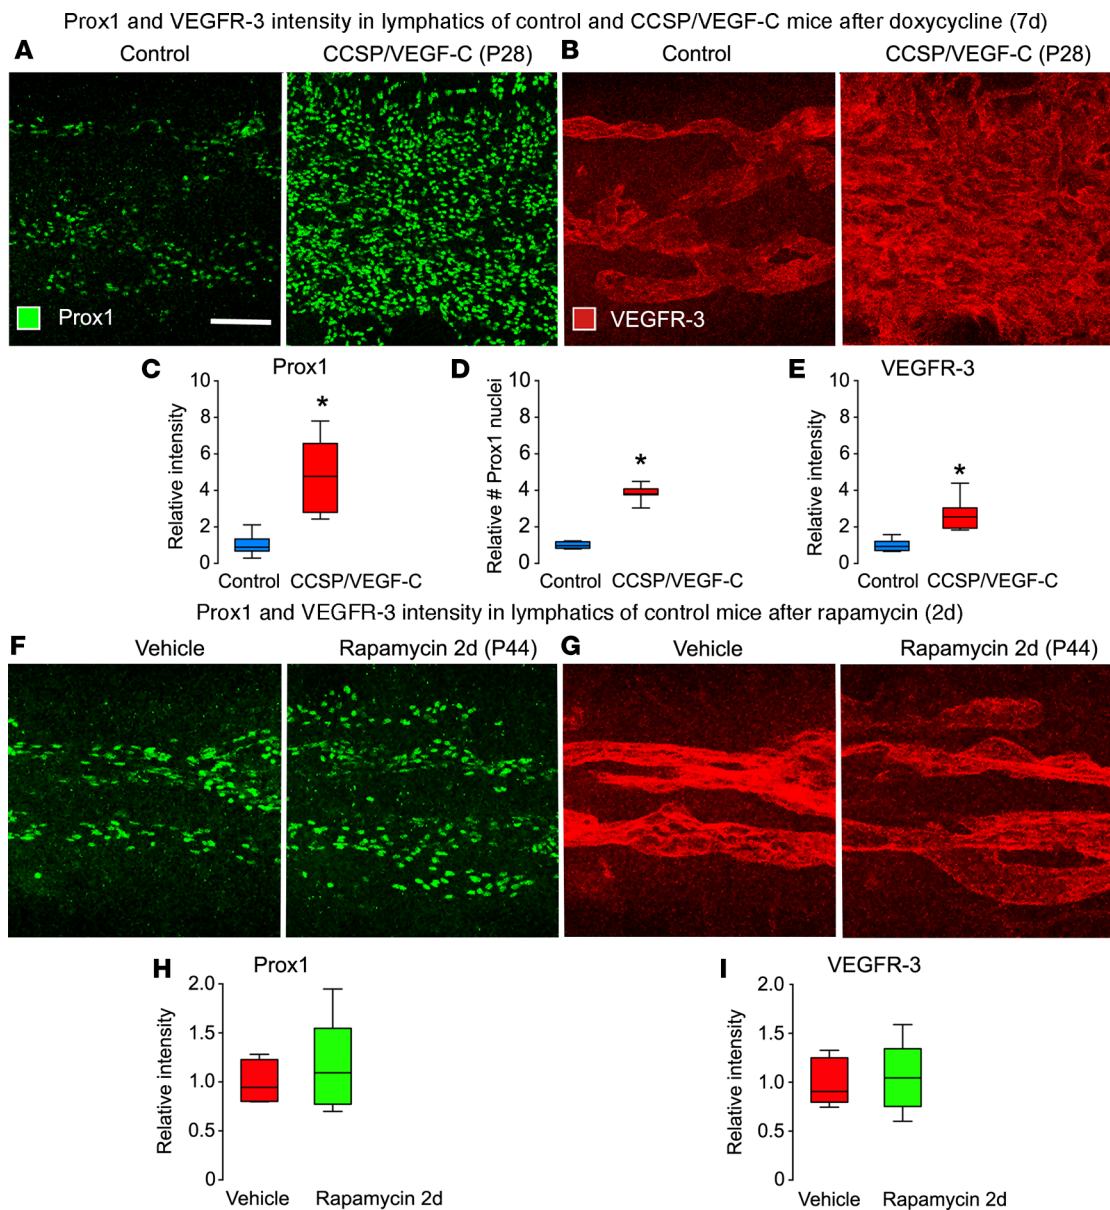 Prox1 and VEGFR-3 intensity in lymphatics of control and CCSP/VEGF-C mice after doxycycline (7d)
A Control CCSP/VEGF-C (P28) B Control CCSP/VEGF-C (P28)
Prox1 VEGFR-3
C Prox1
Relative intensity
10
8
6
4
2
0
*
Control CCSP/VEGF-C
D
Relative # Prox1 nuclei
10
8
6
4
2
0
*
Control CCSP/VEGF-C
E VEGFR-3
Relative intensity
10
8
6
4
2
0
*
Control CCSP/VEGF-C
Prox1 and VEGFR-3 intensity in lymphatics of control mice after rapamycin (2d)
F Vehicle Rapamycin 2d (P44) G Vehicle Rapamycin 2d (P44)
H Prox1
Relative intensity
2.0
1.5
1.0
0.5
0
Vehicle Rapamycin 2d
I VEGFR-3
Relative intensity
2.0
1.5
1.0
0.5
0
Vehicle Rapamycin 2d